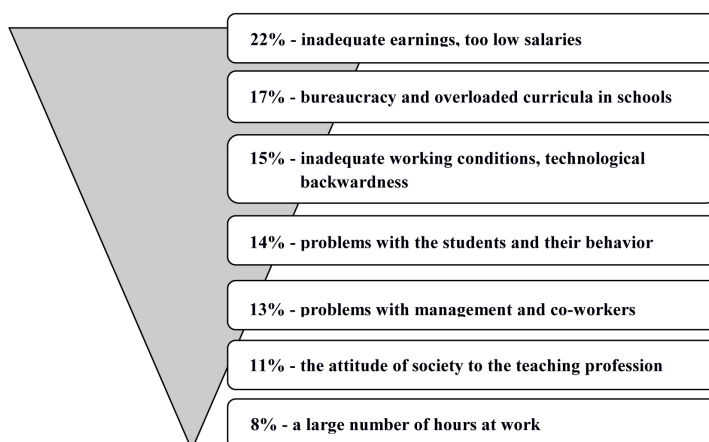 22% - inadequate earnings, too low salaries
17% - bureaucracy and overloaded curricula in schools
15% - inadequate working conditions, technological
backwardness
14% - problems with the students and their behavior
13% - problems with management and co-workers
11% - the attitude of society to the teaching profession
8% - a large number of hours at work